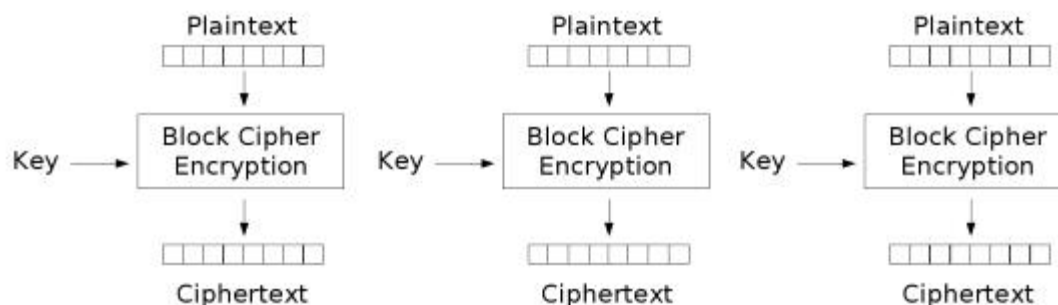 Plaintext
Plaintext
Plaintext
Key
Block Cipher
Encryption
Key
Block Cipher
Encryption
Key
Block Cipher
Encryption
Ciphertext
Ciphertext
Ciphertext